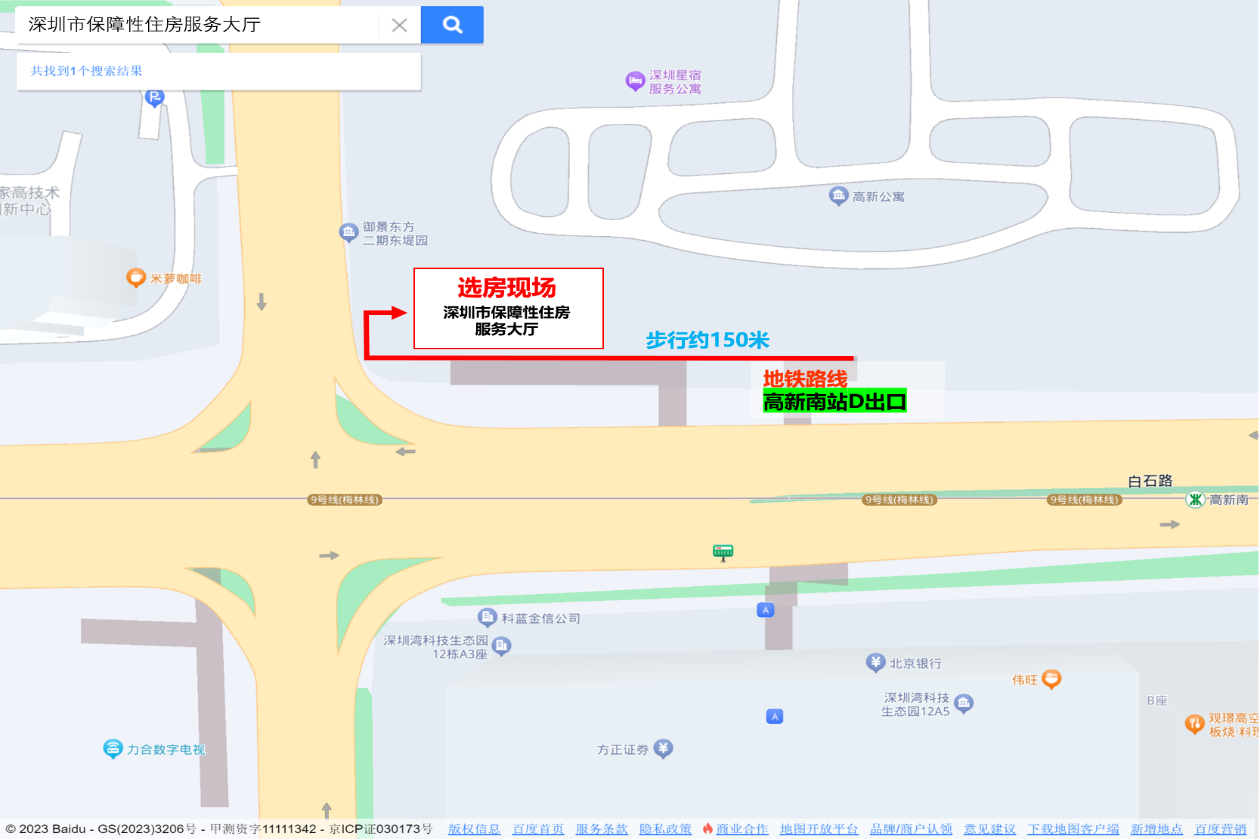 深圳市保障性住房服务大厅
共找到1个搜索结果
深圳星宿
服务公寓
P
家高技术
创新中心
高新公寓
御景东方
二期东堤园
米萝咖啡
选房现场
深圳市保障性住房
服务大厅
步行约150米
地铁路线
高新南站D出口
白石路
9号线(梅林线)
9号线(梅林线)
9号线(梅林线)
高新南
A
科蓝金信公司
深圳湾科技生态园
12栋A3座
北京银行
伟旺
深圳湾科技
生态园12A5
B座
A
观璟高空
板烧·料理
力合数字电视
方正证券
© 2023 Baidu - GS(2023)3206号 - 甲测资字11111342 - 京ICP证030173号 版权信息 百度首页 服务条款 隐私政策 商业合作 地图开放平台 品牌/商户认领 意见建议 下载地图客户端 新增地点 百度营销